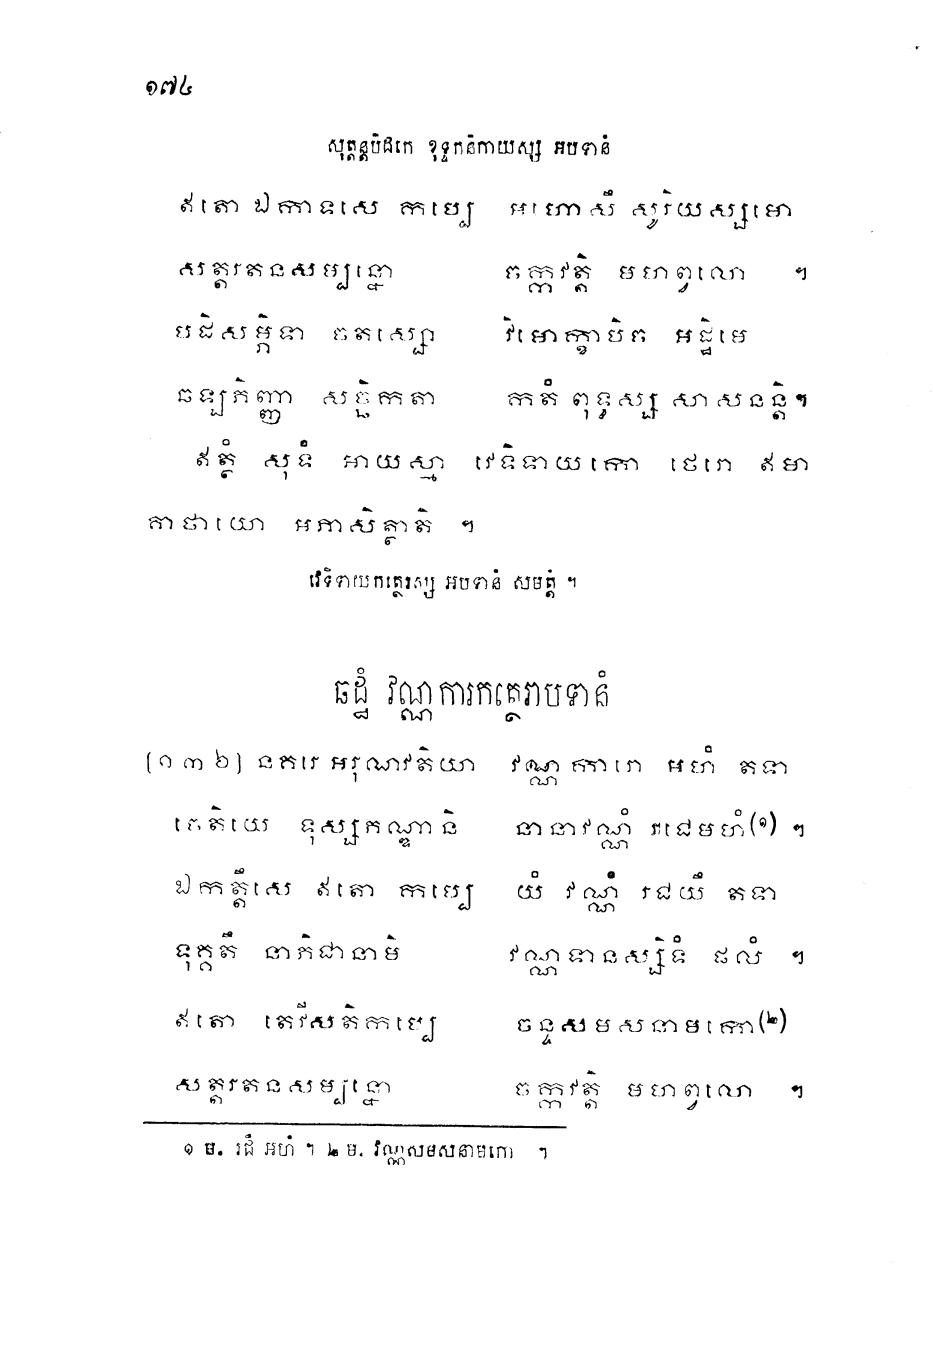 ១៧៤
សុត្តន្តបិដកេ ខុទ្ទកនិកាយស្ស អបទានំ
ឥតោ ឯកាទសេ កប្បេ អហោសឹ សូរិយស្សមោ
សត្តរតនសម្បន្នោ ចក្កវត្តិ មហព្វលោ ។
បដិសម្ភិទា ចតស្សោ វិមោក្ខាបិច អដ្ឋិមេ
ឆឡភិញ្ញា សច្ឆិកតា កតំ ពុទ្ធស្ស សាសនន្តិ។
ឥត្ថំ សុទំ អាយស្មា វេទិទាយកោ ថេរោ ឥមា
គាថាយោ អភាសិត្ថាតិ ។
វេទិទាយកត្ថេរស្ស អបទានំ សមត្តំ ។
ឆដ្ឋំ វណ្ណការកត្ថេរាបទានំ
[១៣៦] នគរេ អរុណវតិយា វណ្ណការោ អហំ តទា
ចេតិយេ ទុស្សភណ្ឌានិ នានាវណ្ណំ រជេមហំ(១) ។
ឯកត្តឹសេ ឥតោ កប្បេ យំ វណ្ណំ រជយឹ តទា
ទុគ្គតឹ នាភិជានាមិ វណ្ណទានស្សិទំ ផលំ ។
ឥតោ តេវីសតិកប្បេ ចន្ទសមសនាមកោ(២)
សត្តរតនសម្បន្នោ ចក្កវត្តិ មហព្វលោ ។
១ ម. រជឹ អហំ ។ ២ ម. វណ្ណសមសនាមកោ ។